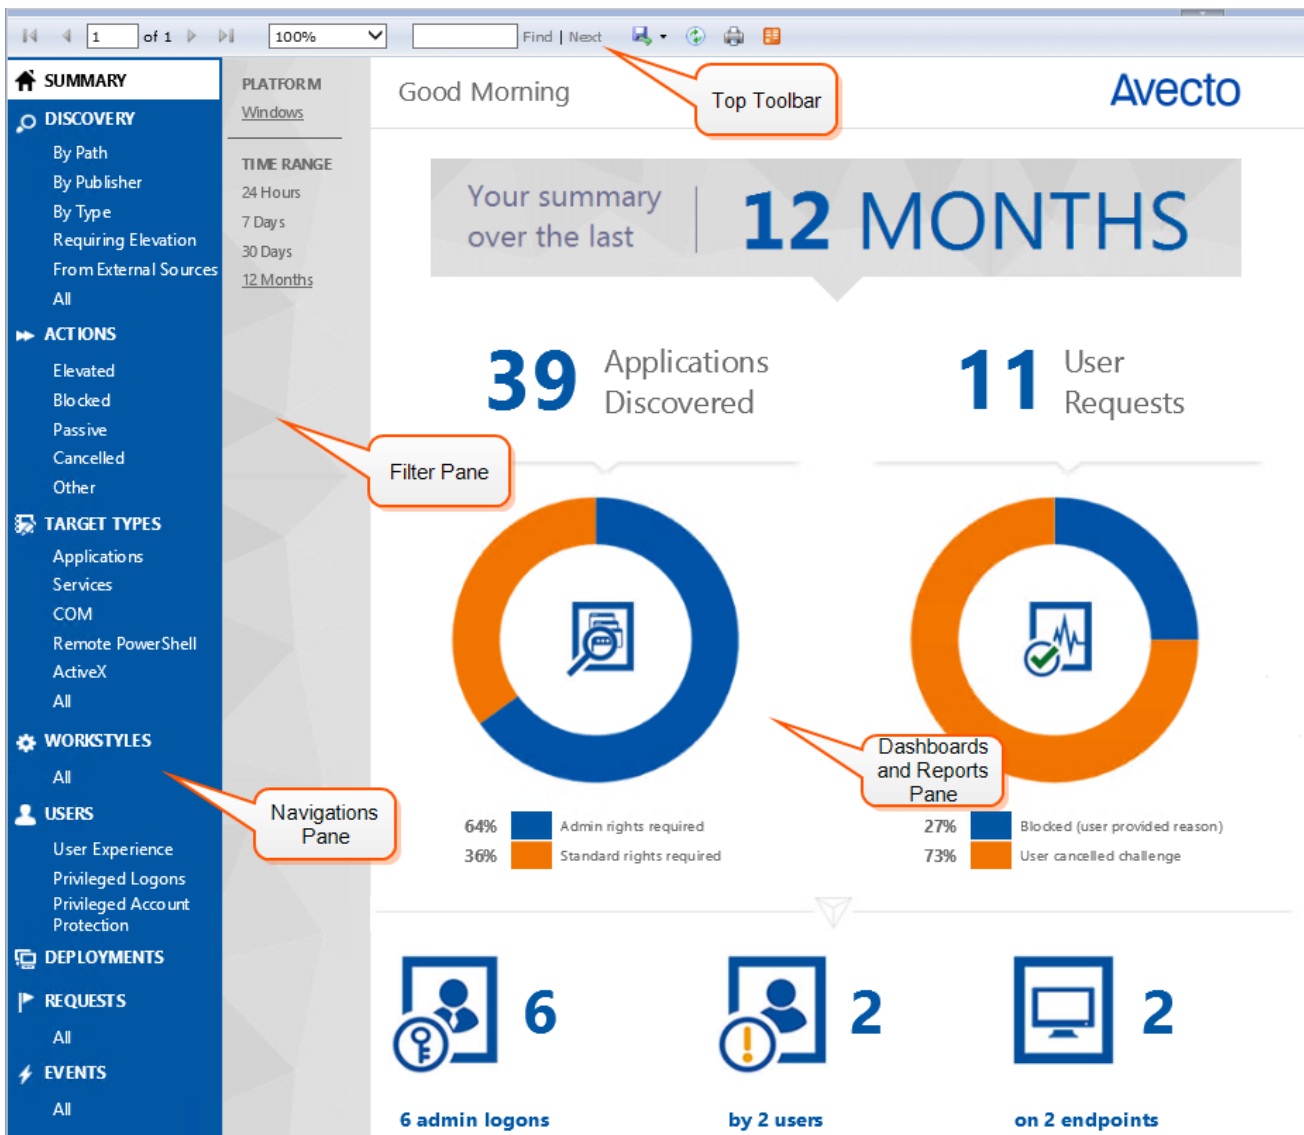 1 of 1 100% Find | Next
Top Toolbar
SUMMARY
DISCOVERY
By Path
By Publisher
By Type
Requiring Elevation
From External Sources
All
ACTIONS
Elevated
Blocked
Passive
Cancelled
Other
TARGET TYPES
Applications
Services
COM
Remote PowerShell
ActiveX
All
WORKSTYLES
All
USERS
User Experience
Privileged Logons
Privileged Account
Protection
DEPLOYMENTS
REQUESTS
All
EVENTS
All
Navigations
Pane
PLATFORM
Windows
TIME RANGE
24 Hours
7 Days
30 Days
12 Months
Filter Pane
Good Morning
Avecto
Your summary
over the last
12 MONTHS
39
Applications
Discovered
11
User
Requests
Dashboards
and Reports
Pane
64% Admin rights required
36% Standard rights required
27% Blocked (user provided reason)
73% User cancelled challenge
6
6 admin logons
2
by 2 users
2
on 2 endpoints